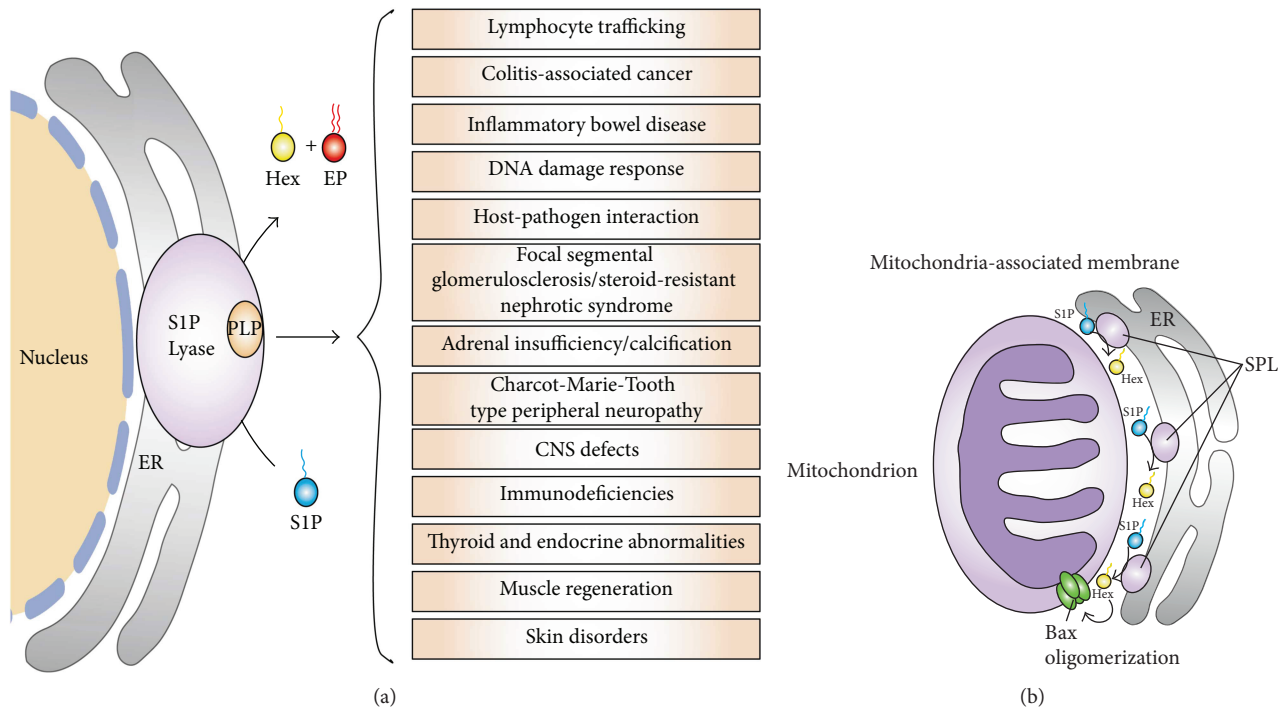 Lymphocyte trafficking
Colitis-associated cancer
Inflammatory bowel disease
DNA damage response
Host-pathogen interaction
Focal segmental
glomerulosclerosis/steroid-resistant
nephrotic syndrome
Adrenal insufficiency/calcification
Charcot-Marie-Tooth
type peripheral neuropathy
CNS defects
Immunodeficiencies
Thyroid and endocrine abnormalities
Muscle regeneration
Skin disorders
Hex + EP
S1P
Lyase
PLP
Nucleus
ER
S1P
(a)
Mitochondria-associated membrane
S1P
ER
Hex
SPL
S1P
Mitochondrion
Hex
S1P
Hex
Bax
oligomerization
(b)